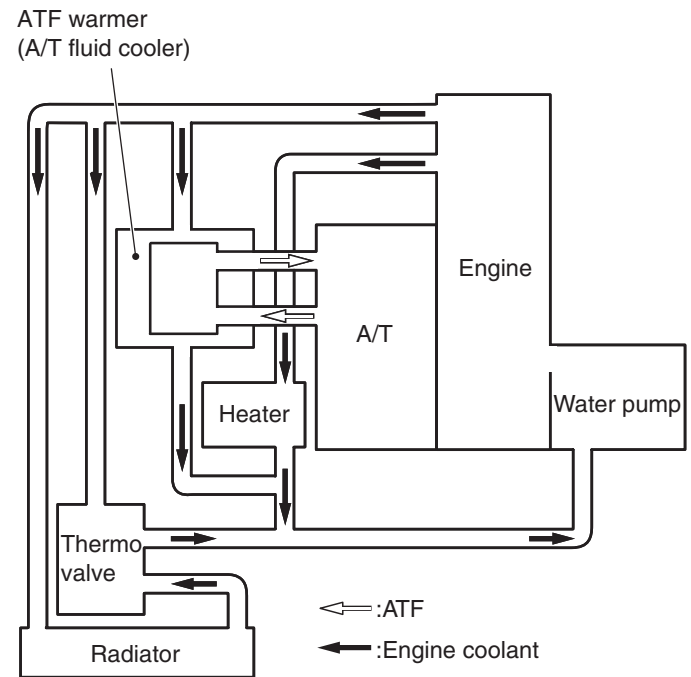 ATF warmer
(A/T fluid cooler)
Engine
A/T
Water pump
Heater
Thermo
valve
:ATF
Radiator
:Engine coolant